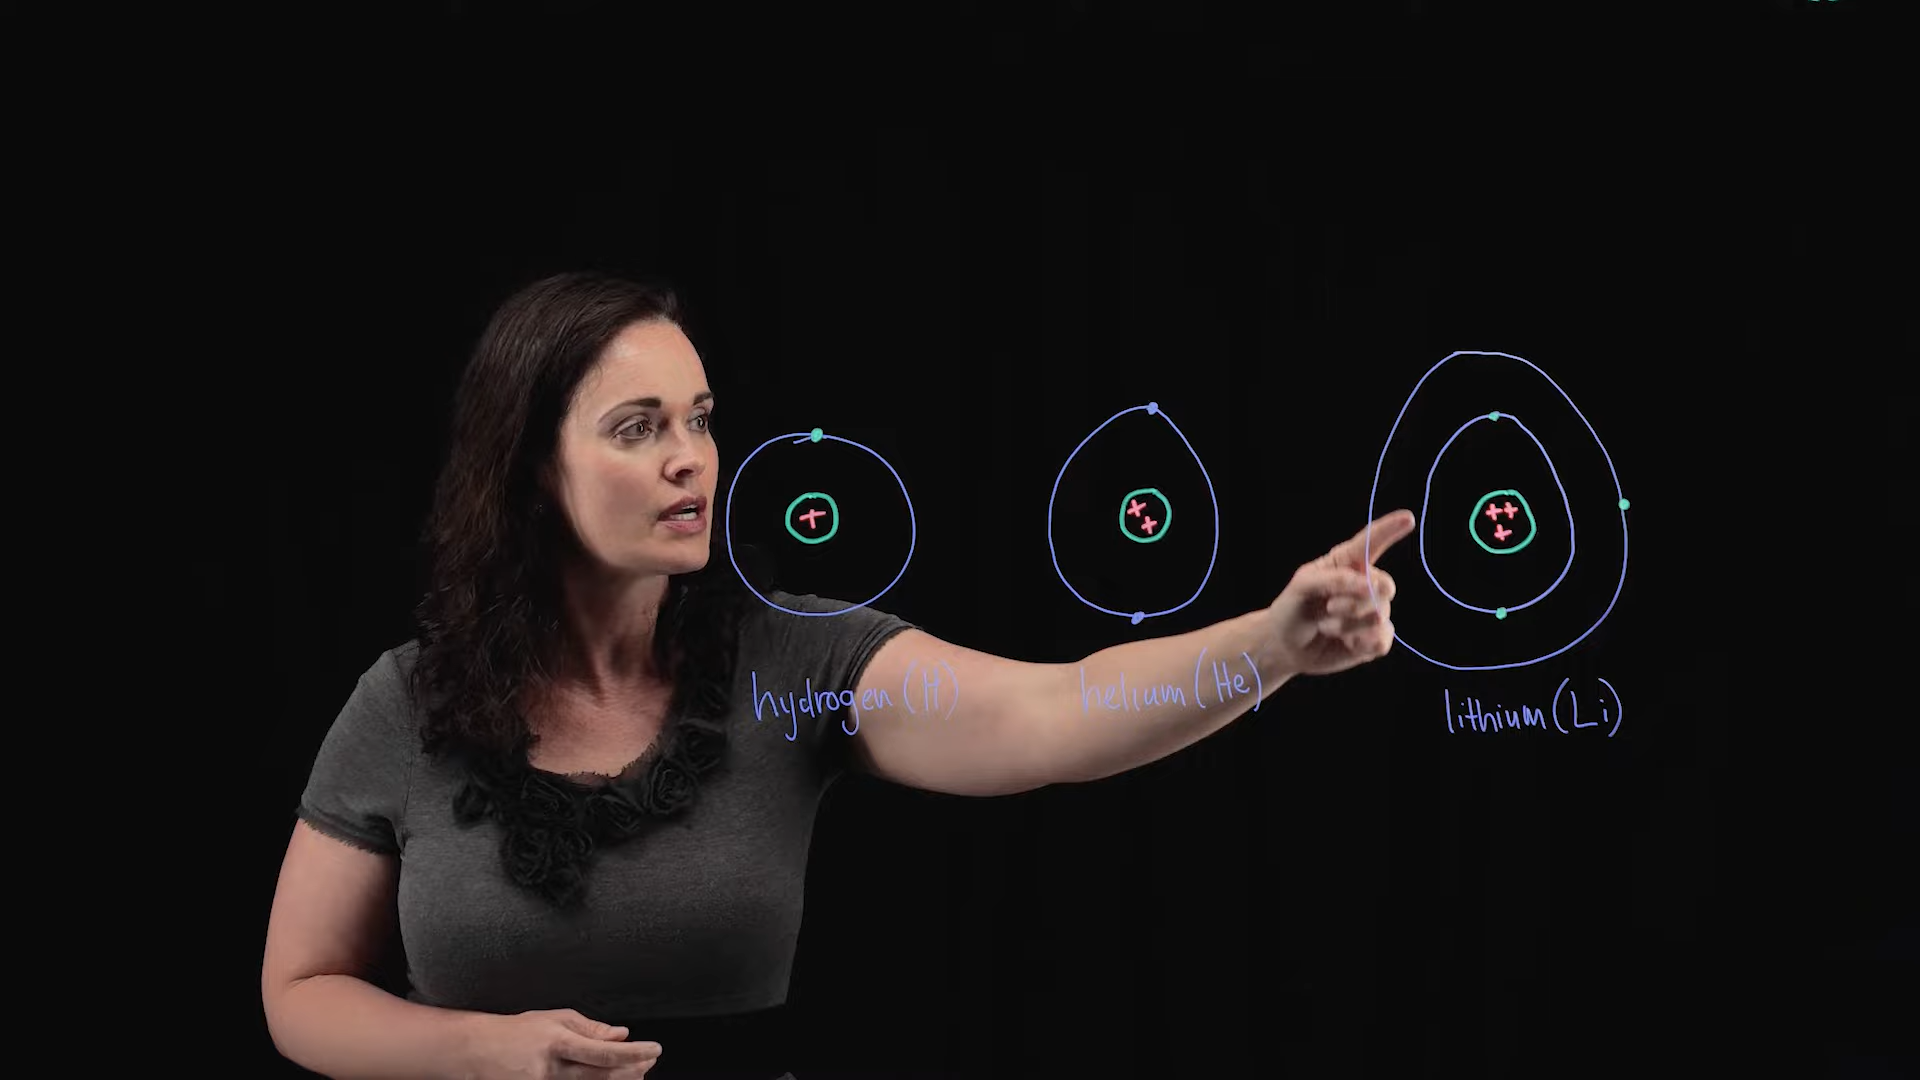 +
++
+++
hydrogen (H)
helium (He)
lithium (Li)